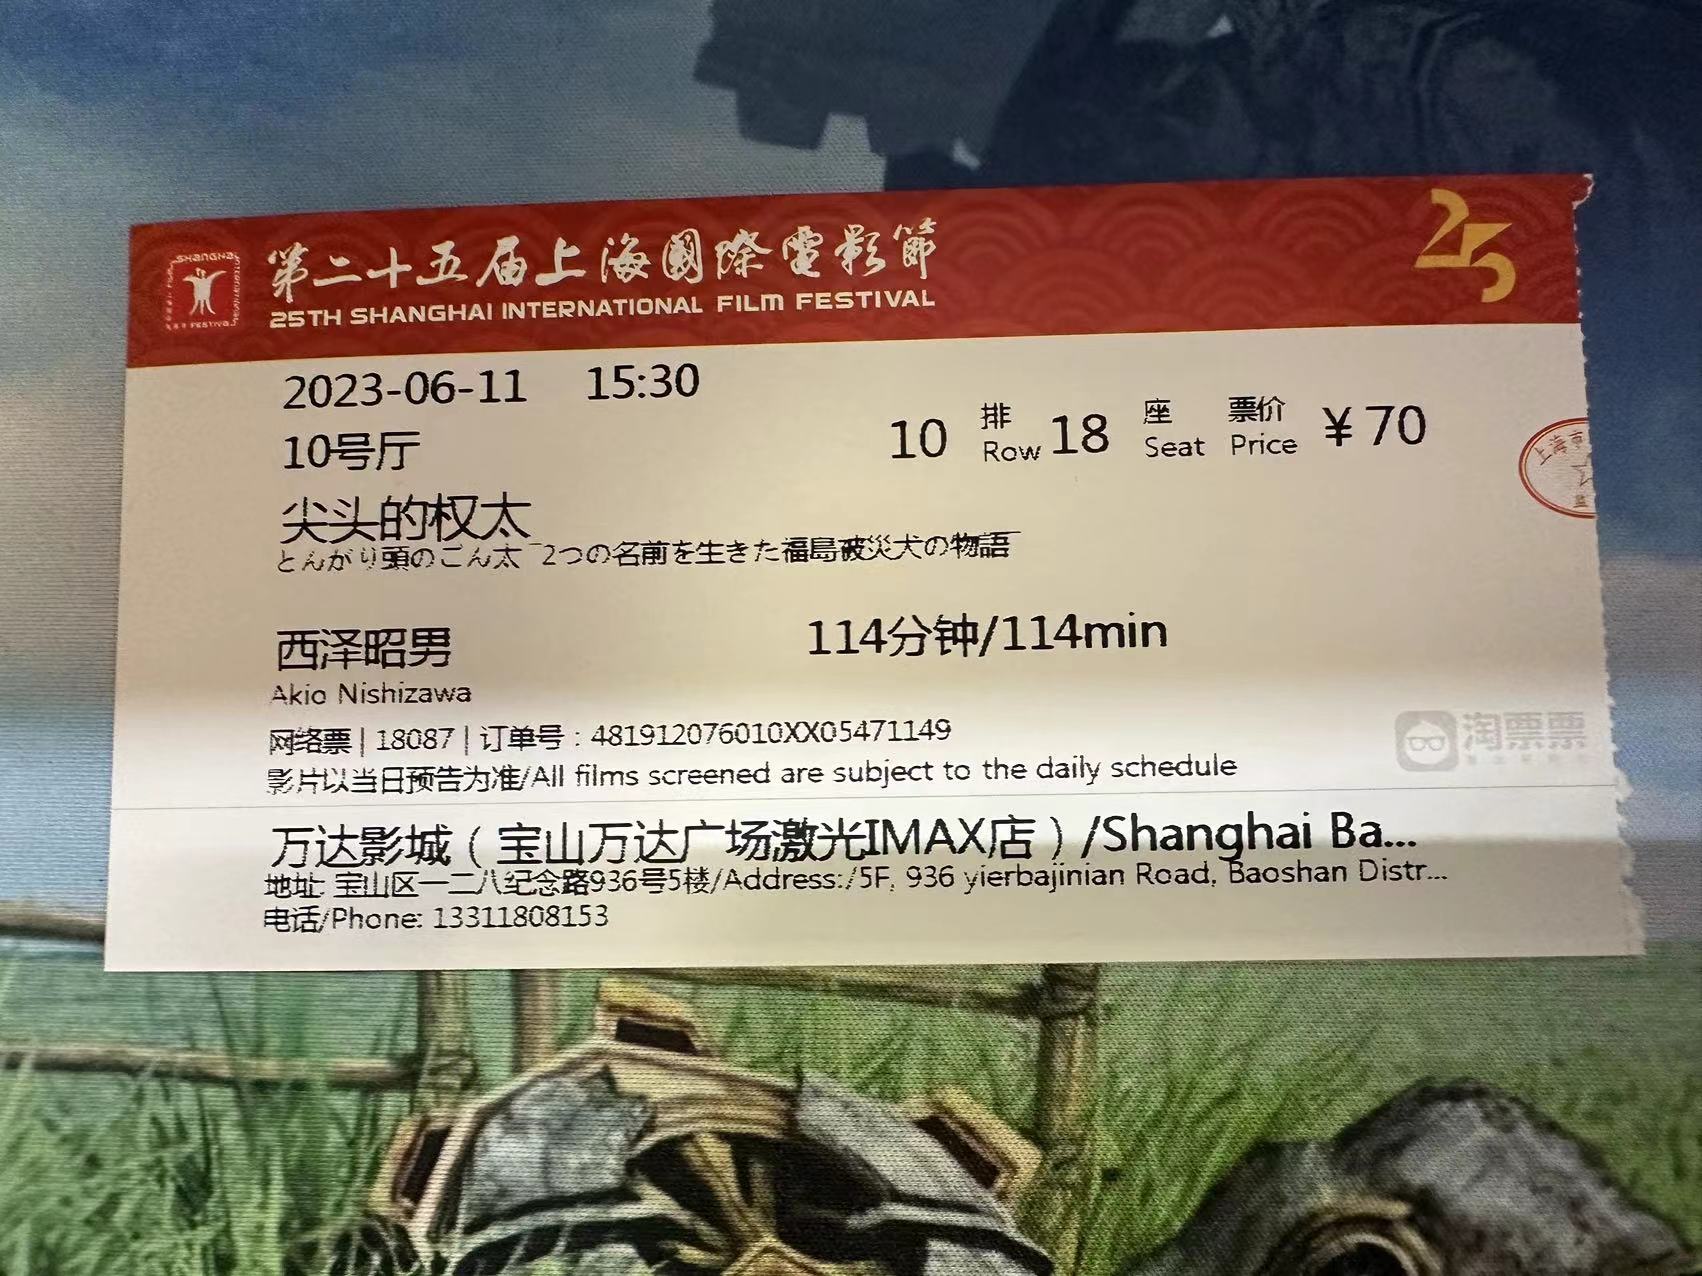 第二十五届上海國際電影節
25TH SHANGHAI INTERNATIONAL FILM FESTIVAL
25
2023-06-11 15:30
10号厅
10 排 Row 18 座 Seat 票价 Price ¥70
尖头的权太
とんがり頭のごん太 ̄2つの名前を生きた福島被災犬の物語 ̄
西泽昭男
114分钟/114min
Akio Nishizawa
网络票|18087|订单号：481912076010XX05471149
影片以当日预告为准/All films screened are subject to the daily schedule
淘票票
万达影城（宝山万达广场激光IMAX店）/Shanghai Ba...
地址: 宝山区一二八纪念路936号5楼/Address:/5F, 936 yierbajinian Road, Baoshan Distr...
电话/Phone: 13311808153